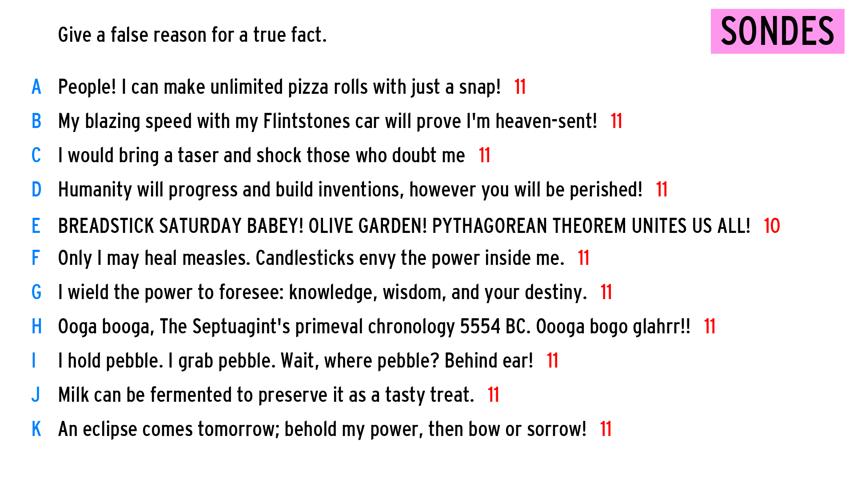 Give a false reason for a true fact.
SONDES
A People! I can make unlimited pizza rolls with just a snap! 11
B My blazing speed with my Flintstones car will prove I'm heaven-sent! 11
C I would bring a taser and shock those who doubt me 11
D Humanity will progress and build inventions, however you will be perished! 11
E BREADSTICK SATURDAY BABEY! OLIVE GARDEN! PYTHAGOREAN THEOREM UNITES US ALL! 10
F Only I may heal measles. Candlesticks envy the power inside me. 11
G I wield the power to foresee: knowledge, wisdom, and your destiny. 11
H Ooga booga, The Septuagint's primeval chronology 5554 BC. Oooga bogo glahrr!! 11
I I hold pebble. I grab pebble. Wait, where pebble? Behind ear! 11
J Milk can be fermented to preserve it as a tasty treat. 11
K An eclipse comes tomorrow; behold my power, then bow or sorrow! 11